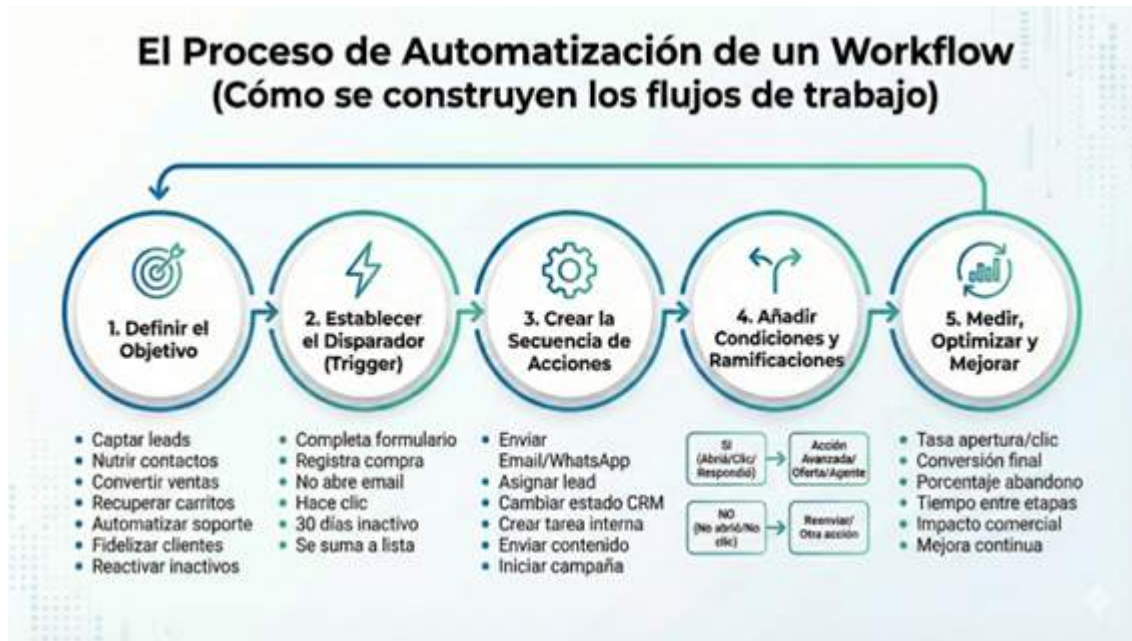 El Proceso de Automatización de un Workflow
(Cómo se construyen los flujos de trabajo)
1. Definir el
Objetivo
2. Establecer
el Disparador
(Trigger)
3. Crear la
Secuencia de
Acciones
4. Añadir
Condiciones y
Ramificaciones
5. Medir,
Optimizar y
Mejorar
• Captar leads
• Nutrir contactos
• Convertir ventas
• Recuperar carritos
• Automatizar soporte
• Fidelizar clientes
• Reactivar inactivos
• Completa formulario
• Registra compra
• No abre email
• Hace clic
• 30 días inactivo
• Se suma a lista
• Enviar
Email/WhatsApp
• Asignar lead
• Cambiar estado CRM
• Crear tarea interna
• Enviar contenido
• Iniciar campaña
SI
(Abrió/Clic/
Respondió)
Acción
Avanzada/
Oferta/Agente
NO
(No abrió/No
clic)
Reenviar/
Otra acción
• Tasa apertura/clic
• Conversión final
• Porcentaje abandono
• Tiempo entre etapas
• Impacto comercial
• Mejora continua